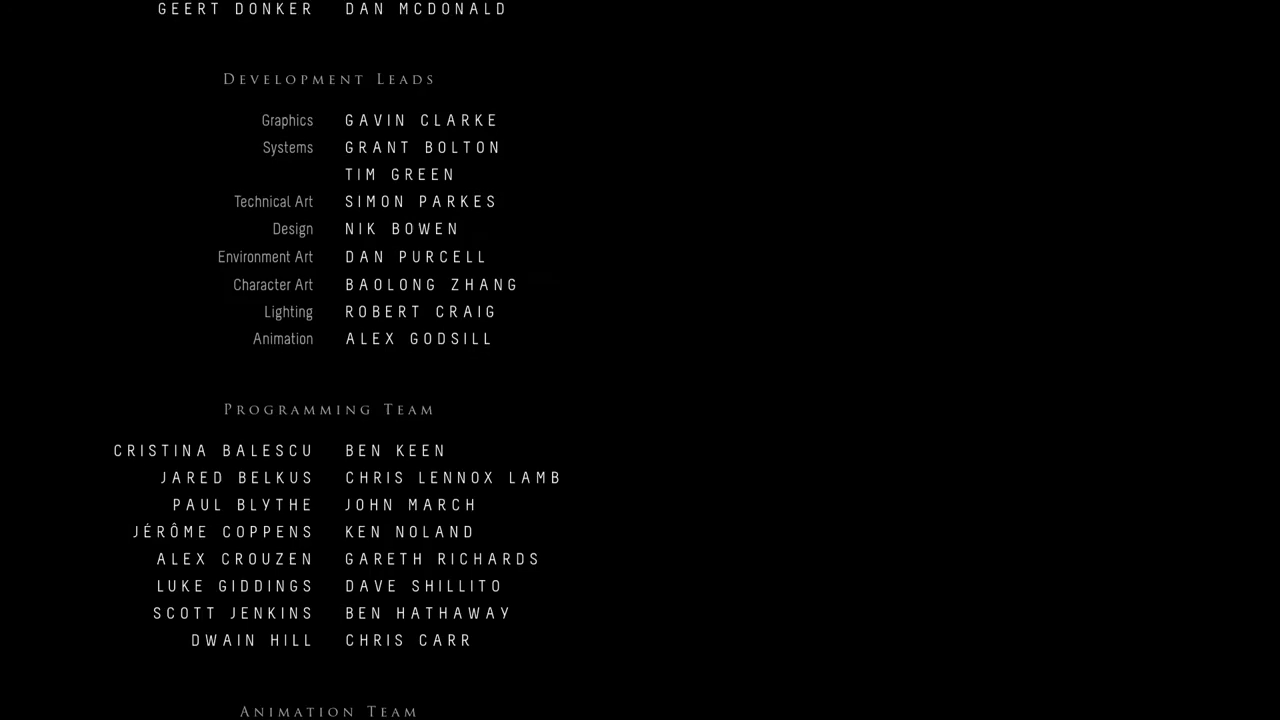 GEERT DONKER DAN MCDONALD
DEVELOPMENT LEADS
Graphics GAVIN CLARKE
Systems GRANT BOLTON
TIM GREEN
Technical Art SIMON PARKES
Design NIK BOWEN
Environment Art DAN PURCELL
Character Art BAOLONG ZHANG
Lighting ROBERT CRAIG
Animation ALEX GODSILL
PROGRAMMING TEAM
CRISTINA BALESCU BEN KEEN
JARED BELKUS CHRIS LENNOX LAMB
PAUL BLYTHE JOHN MARCH
JÉRÔME COPPENS KEN NOLAND
ALEX CROUZEN GARETH RICHARDS
LUKE GIDDINGS DAVE SHILLITO
SCOTT JENKINS BEN HATHAWAY
DWAIN HILL CHRIS CARR
ANIMATION TEAM